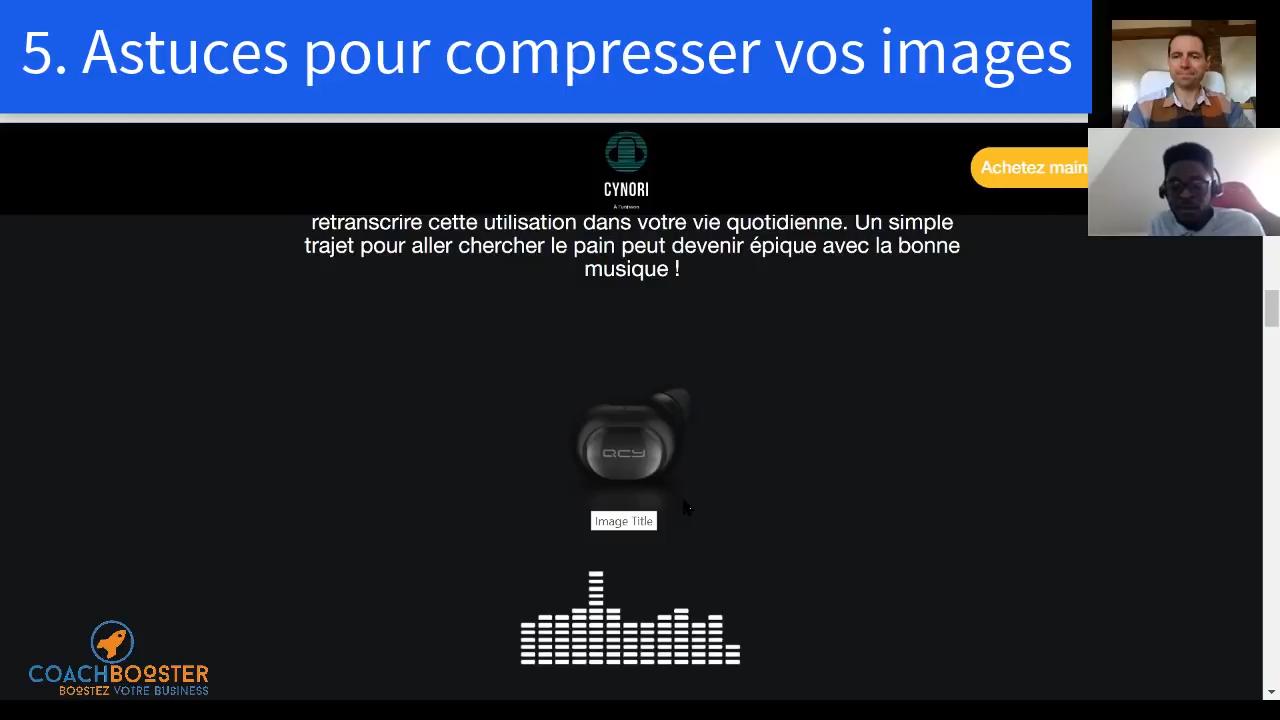 5. Astuces pour compresser vos images
CYNORI
Achetez main
retranscrire cette utilisation dans votre vie quotidienne. Un simple
trajet pour aller chercher le pain peut devenir épique avec la bonne
musique !
QCY
Image Title
COACHBOOSTER
BOOSTEZ VOTRE BUSINESS